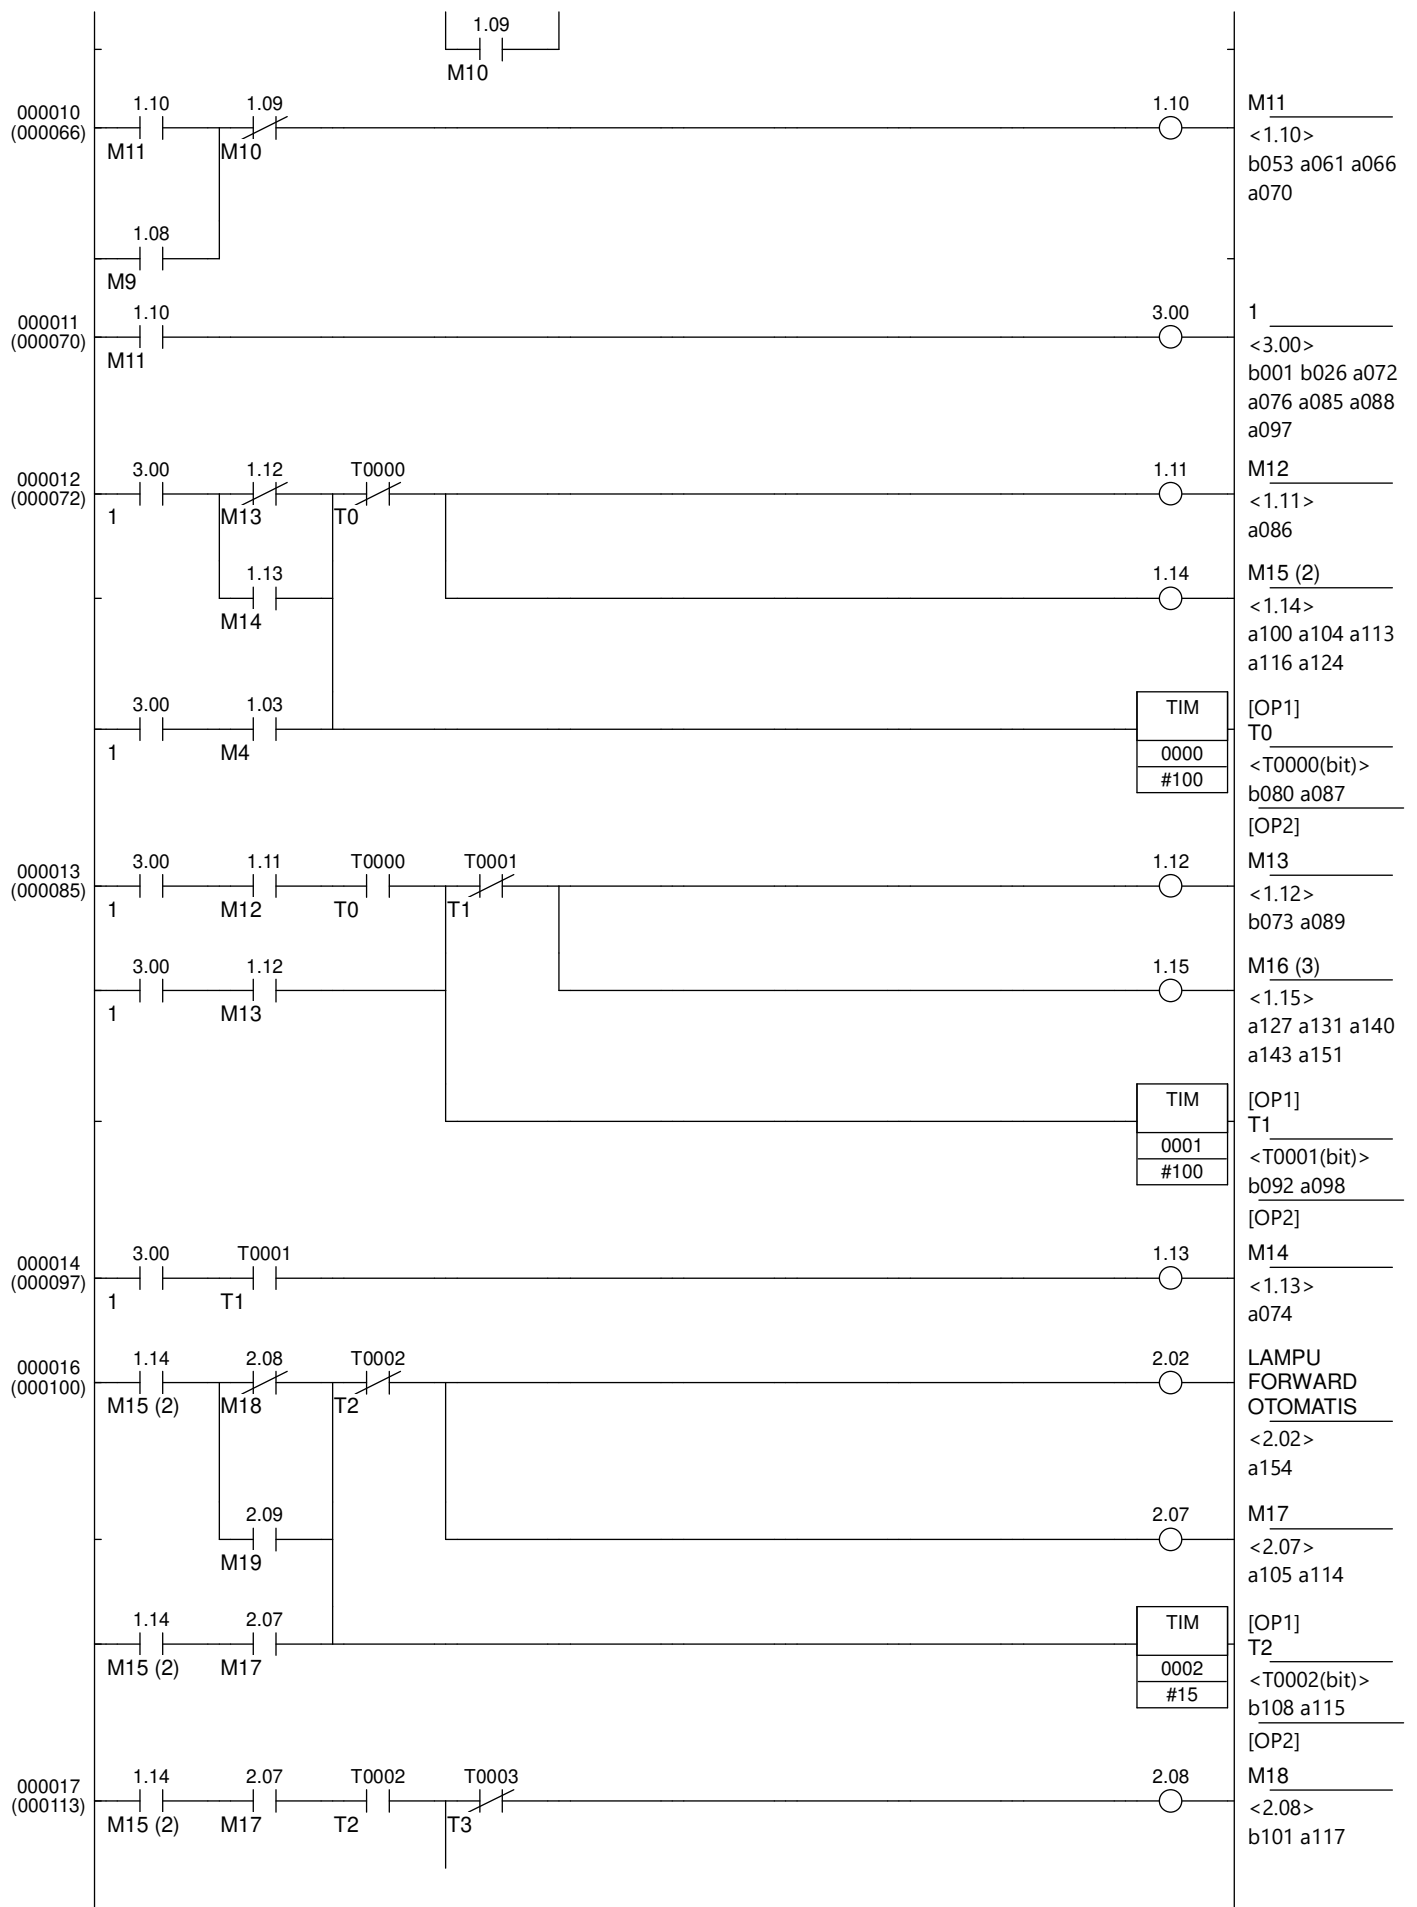 1.09
M10
000010
(000066)
1.10 1.09 1.10 M11
M11 M10 <1.10>
b053 a061 a066
a070
1.08
M9
000011
(000070)
1.10 3.00 1
M11 <3.00>
b001 b026 a072
a076 a085 a088
a097
000012
(000072)
3.00 1.12 T0000 1.11 M12
1 M13 T0 <1.11>
a086
1.13 1.14 M15 (2)
M14 <1.14>
a100 a104 a113
a116 a124
3.00 1.03 TIM [OP1]
1 M4 0000 T0
#100 <T0000(bit)>
b080 a087
[OP2]
000013
(000085)
3.00 1.11 T0000 T0001 1.12 M13
1 M12 T0 T1 <1.12>
b073 a089
3.00 1.12 1.15 M16 (3)
1 M13 <1.15>
a127 a131 a140
a143 a151
TIM [OP1]
0001 T1
#100 <T0001(bit)>
b092 a098
[OP2]
000014
(000097)
3.00 T0001 1.13 M14
1 T1 <1.13>
a074
000016
(000100)
1.14 2.08 T0002 2.02 LAMPU
FORWARD
M15 (2) M18 T2 OTOMATIS
<2.02>
a154
2.09 2.07 M17
M19 <2.07>
a105 a114
1.14 2.07 TIM [OP1]
M15 (2) M17 0002 T2
#15 <T0002(bit)>
b108 a115
[OP2]
000017
(000113)
1.14 2.07 T0002 T0003 2.08 M18
M15 (2) M17 T2 T3 <2.08>
b101 a117